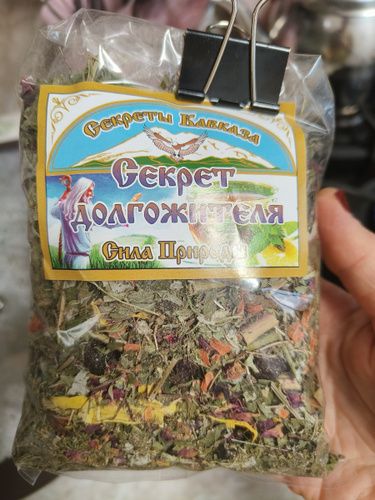 Секреты Кавказа
Секрет
долгожителя
Сила Природы